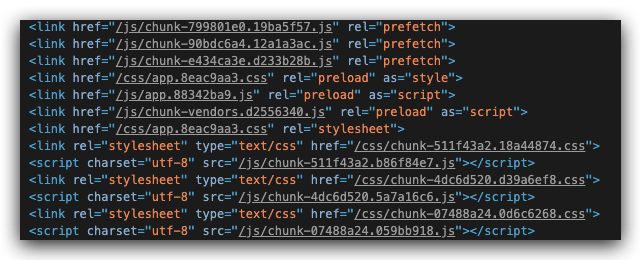 <link href="/js/chunk-799801e0.19ba5f57.js" rel="prefetch">
<link href="/js/chunk-90bdc6a4.12a1a3ac.js" rel="prefetch">
<link href="/js/chunk-e434ca3e.d233b28b.js" rel="prefetch">
<link href="/css/app.8eac9aa3.css" rel="preload" as="style">
<link href="/js/app.88342ba9.js" rel="preload" as="script">
<link href="/js/chunk-vendors.d2556340.js" rel="preload" as="script">
<link href="/css/app.8eac9aa3.css" rel="stylesheet">
<link rel="stylesheet" type="text/css" href="/css/chunk-511f43a2.18a44874.css">
<script charset="utf-8" src="/js/chunk-511f43a2.b86f84e7.js"></script>
<link rel="stylesheet" type="text/css" href="/css/chunk-4dc6d520.d39a6ef8.css">
<script charset="utf-8" src="/js/chunk-4dc6d520.5a7a16c6.js"></script>
<link rel="stylesheet" type="text/css" href="/css/chunk-07488a24.0d6c6268.css">
<script charset="utf-8" src="/js/chunk-07488a24.059bb918.js"></script>